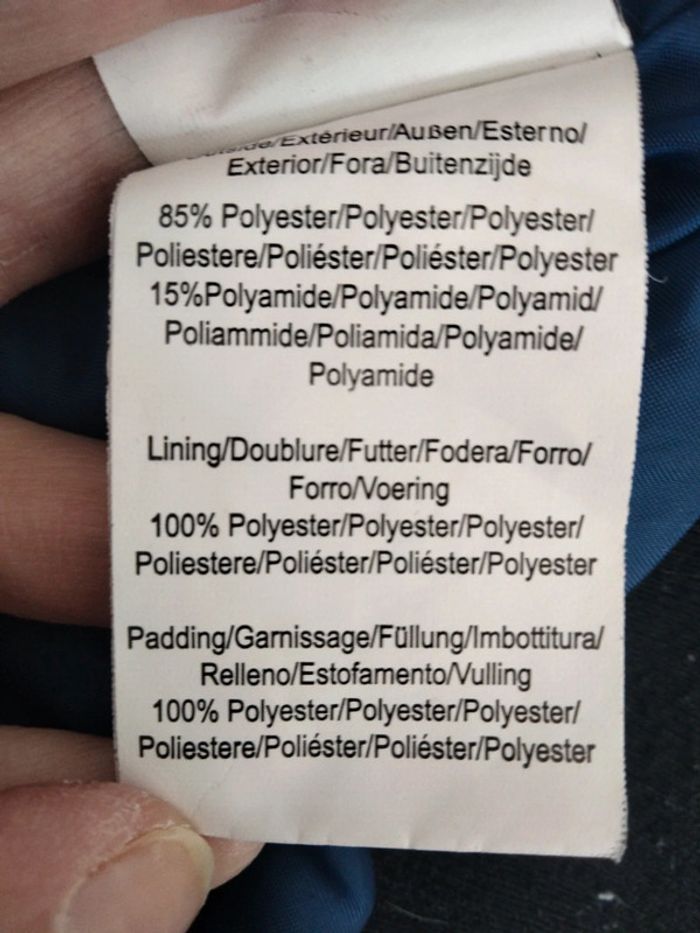 Outside/Extérieur/Außen/Esterno/
Exterior/Fora/Buitenzijde
85% Polyester/Polyester/Polyester/
Poliestere/Poliéster/Poliéster/Polyester
15%Polyamide/Polyamide/Polyamid/
Poliammide/Poliamida/Polyamide/
Polyamide
Lining/Doublure/Futter/Fodera/Forro/
Forro/Voering
100% Polyester/Polyester/Polyester/
Poliestere/Poliéster/Poliéster/Polyester
Padding/Garnissage/Füllung/Imbottitura/
Relleno/Estofamento/Vulling
100% Polyester/Polyester/Polyester/
Poliestere/Poliéster/Poliéster/Polyester